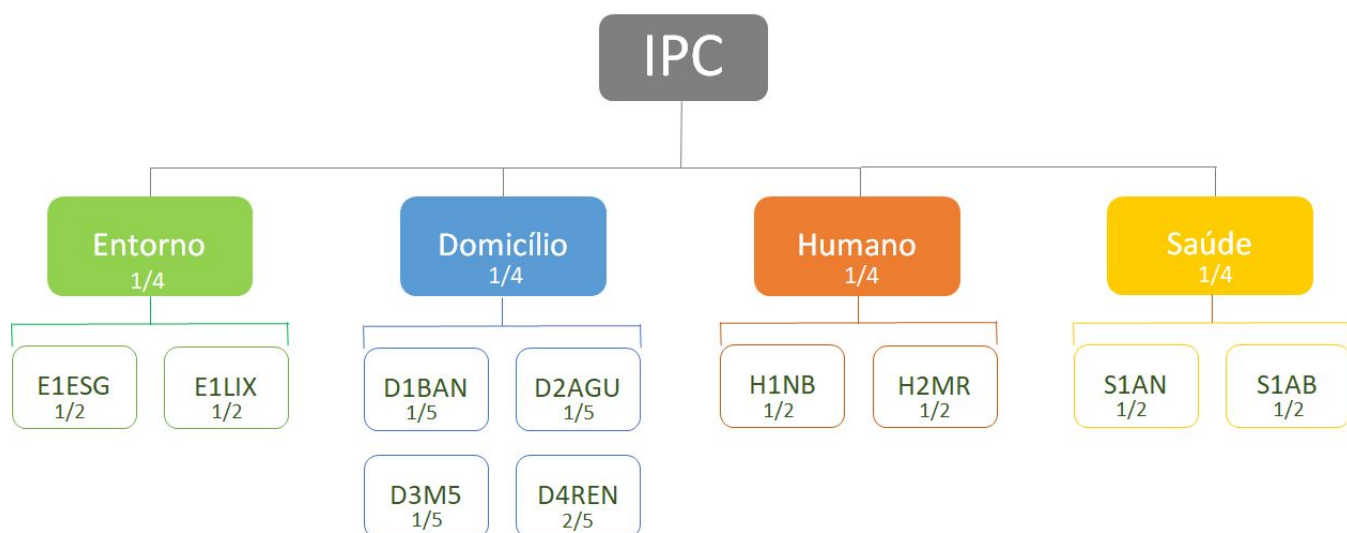 IPC
Entorno
1/4
Domicílio
1/4
Humano
1/4
Saúde
1/4
E1ESG
1/2
E1LIX
1/2
D1BAN
1/5
D2AGU
1/5
D3M5
1/5
D4REN
2/5
H1NB
1/2
H2MR
1/2
S1AN
1/2
S1AB
1/2